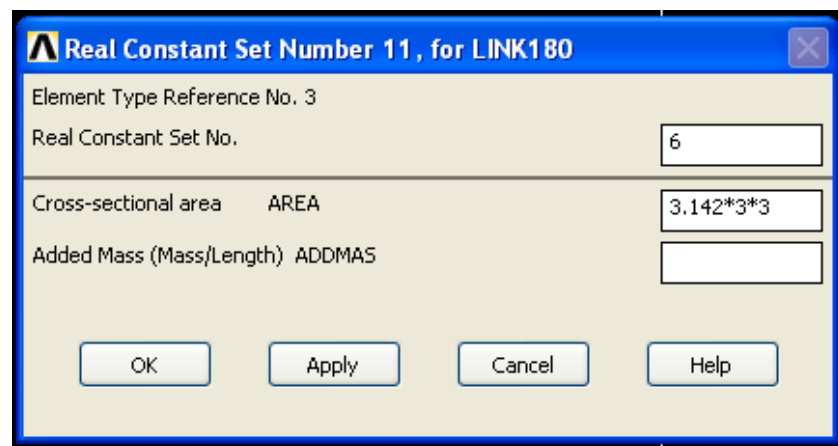 Real Constant Set Number 11, for LINK180
Element Type Reference No. 3
Real Constant Set No. 6
Cross-sectional area AREA 3.142*3*3
Added Mass (Mass/Length) ADDMAS
OK Apply Cancel Help